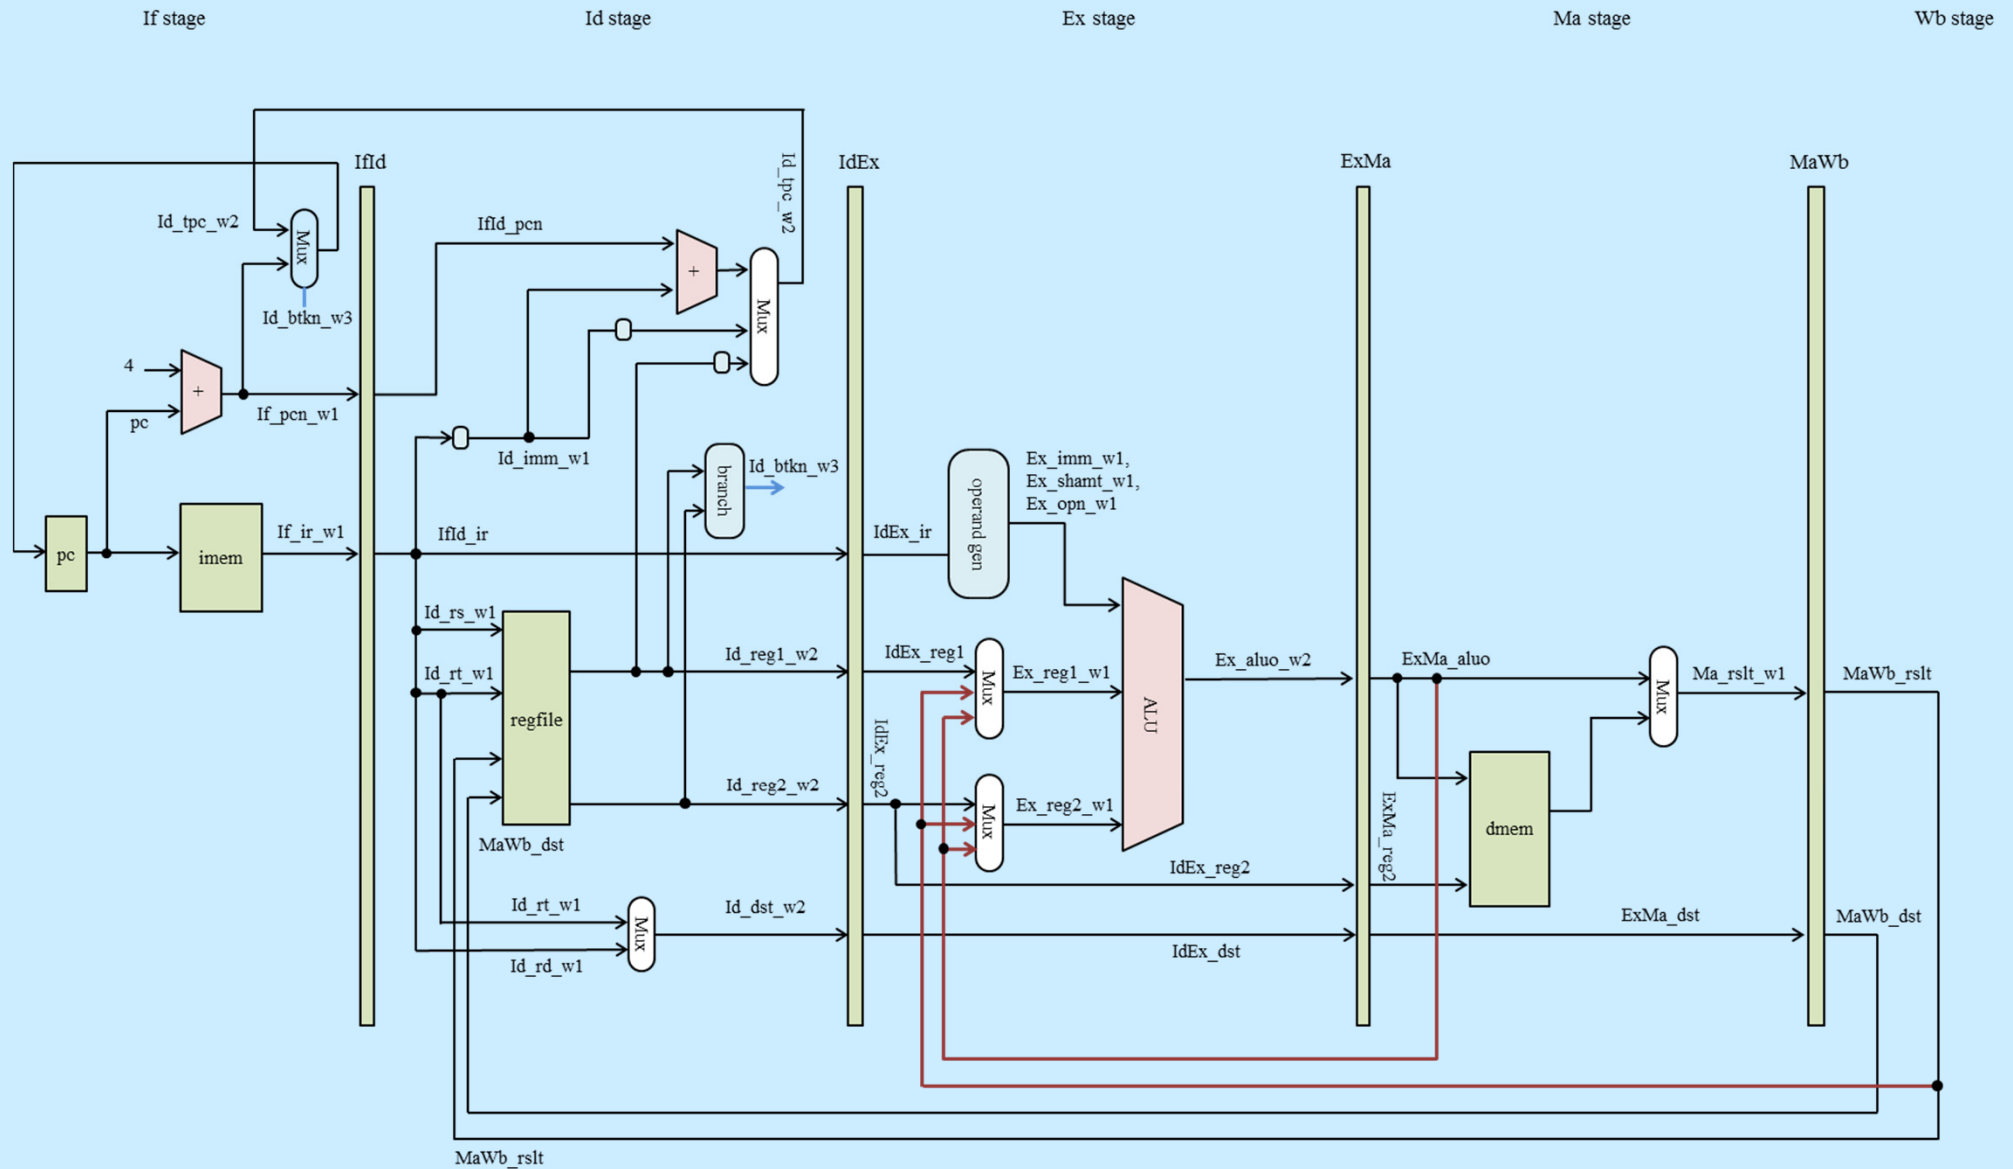 If stage
Id stage
Ex stage
Ma stage
Wb stage
IfId
IdEx
ExMa
MaWb
Id_tpc_w2
Mux
Id_btkn_w3
4
+
pc
If_pcn_w1
pc
imem
If_ir_w1
IfId_pcn
+
Mux
Id_tpc_w2
Id_imm_w1
branch
Id_btkn_w3
IfId_ir
Id_rs_w1
Id_rt_w1
regfile
Id_reg1_w2
Id_reg2_w2
MaWb_dst
Id_rt_w1
Id_rd_w1
Mux
Id_dst_w2
IdEx_ir
operand gen
Ex_imm_w1,
Ex_shamt_w1,
Ex_opn_w1
IdEx_reg1
Mux
Ex_reg1_w1
IdEx_reg2
Mux
Ex_reg2_w1
ALU
Ex_aluo_w2
IdEx_reg2
IdEx_dst
ExMa_aluo
ExMa_reg2
dmem
Mux
Ma_rslt_w1
ExMa_dst
MaWb_rslt
MaWb_dst
MaWb_rslt